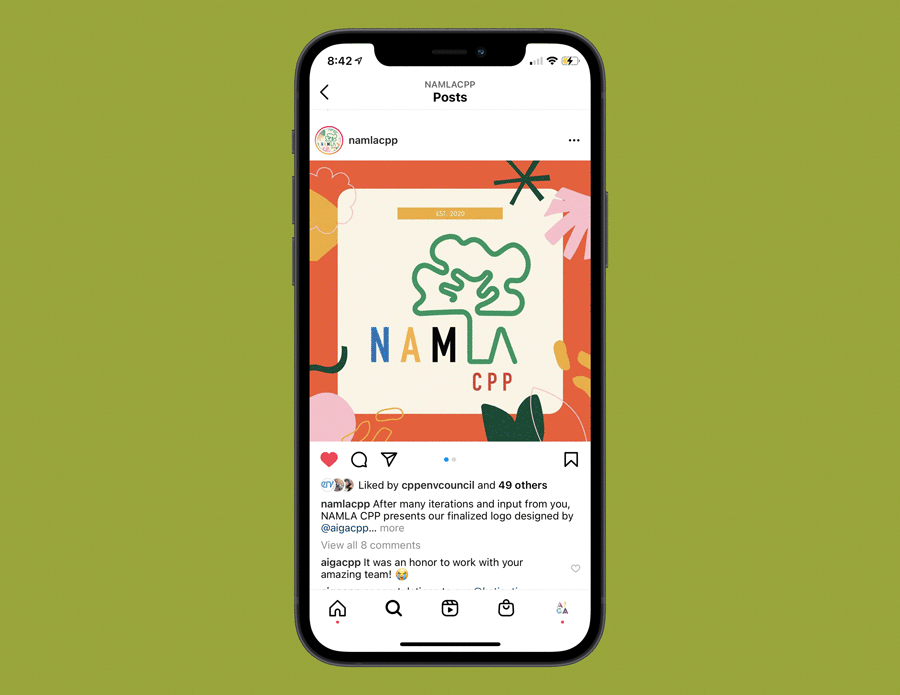 8:42
NAMLACPP
Posts
namlacpp
EST. 2020
NAMLA
CPP
Liked by cppenvcouncil and 49 others
namlacpp After many iterations and input from you,
NAMLA CPP presents our finalized logo designed by
@aigacpp... more
View all 8 comments
aigacpp It was an honor to work with your
amazing team! 😭